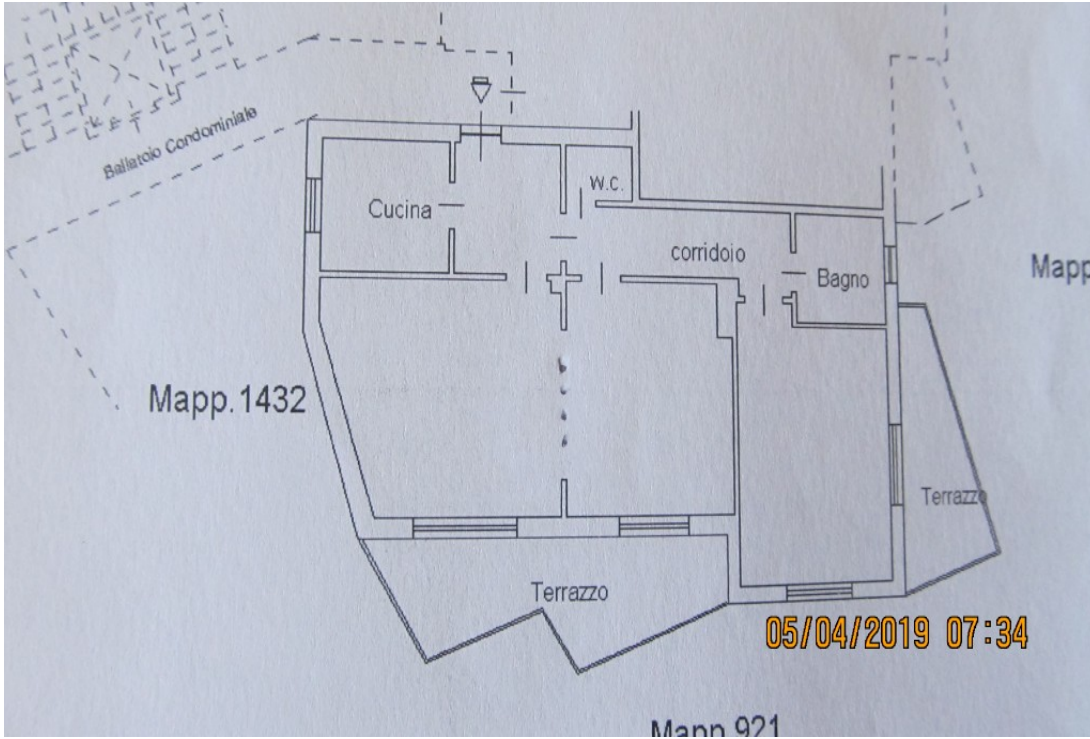 Ballatoio Condominiale
W.C.
Cucina
corridoio
Bagno
Mapp
Mapp.1432
Terrazzo
Terrazzo
05/04/2019 07:34
Mapp.921